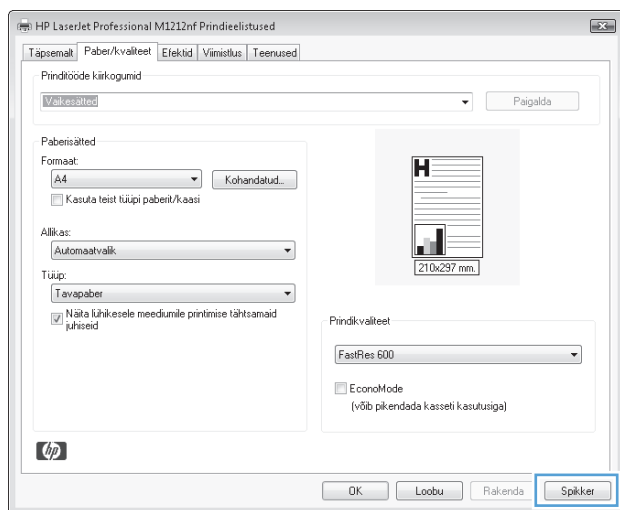 HP LaserJet Professional M1212nf Prindieelistused
Täpsemalt Paber/kvaliteet Efektid Viimistlus Teenused
Prinditööde kiirkogumid
Vaikesätted
Paigalda
Paberisätted
Formaat:
A4
Kohandatud...
Kasuta teist tüüpi paberit/kaasi
Allikas:
Automaatvalik
Tüüp:
Tavapaber
Näita lühikesele meediumile printimise tähtsamaid
juhiseid
H
210x297 mm.
Prindikvaliteet
FastRes 600
EconoMode
(võib pikendada kasseti kasutusiga)
hp
OK Loobu Rakenda Spikker